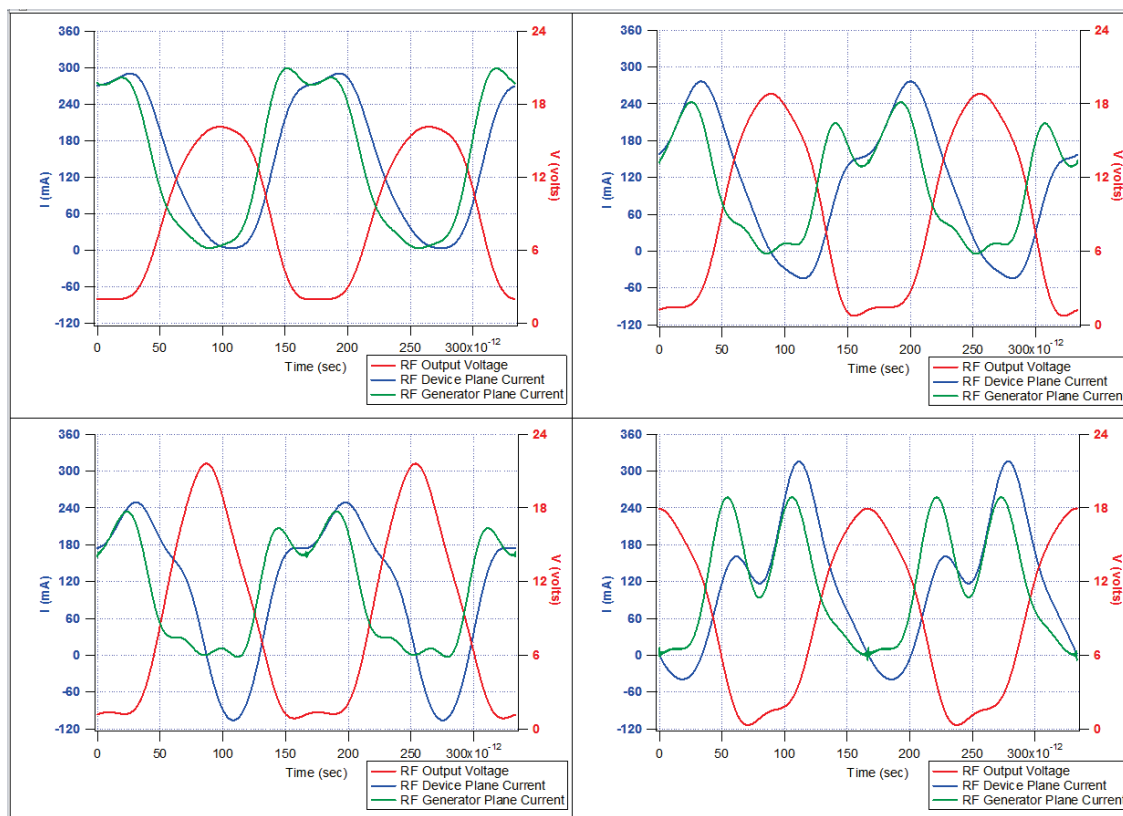 360
300
240
180
120
60
0
-60
-120
I (mA)
24
18
12
6
0
V (volts)
0
50
100
150
200
250
300x10-12
Time (sec)
RF Output Voltage
RF Device Plane Current
RF Generator Plane Current
360
300
240
180
120
60
0
-60
-120
I (mA)
24
18
12
6
0
V (volts)
0
50
100
150
200
250
300x10-12
Time (sec)
RF Output Voltage
RF Device Plane Current
RF Generator Plane Current
360
300
240
180
120
60
0
-60
-120
I (mA)
24
18
12
6
0
V (volts)
0
50
100
150
200
250
300x10-12
Time (sec)
RF Output Voltage
RF Device Plane Current
RF Generator Plane Current
360
300
240
180
120
60
0
-60
-120
I (mA)
24
18
12
6
0
V (volts)
0
50
100
150
200
250
300x10-12
Time (sec)
RF Output Voltage
RF Device Plane Current
RF Generator Plane Current